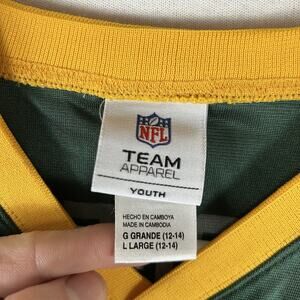 NFL
TEAM
APPAREL
YOUTH
HECHO EN CAMBOYA
MADE IN CAMBODIA
G GRANDE (12-14)
L LARGE (12-14)